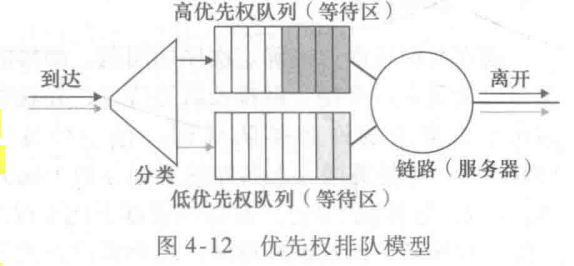 高优先权队列（等待区）
到达
离开
分类
链路（服务器）
低优先权队列（等待区）
图 4-12 优先权排队模型